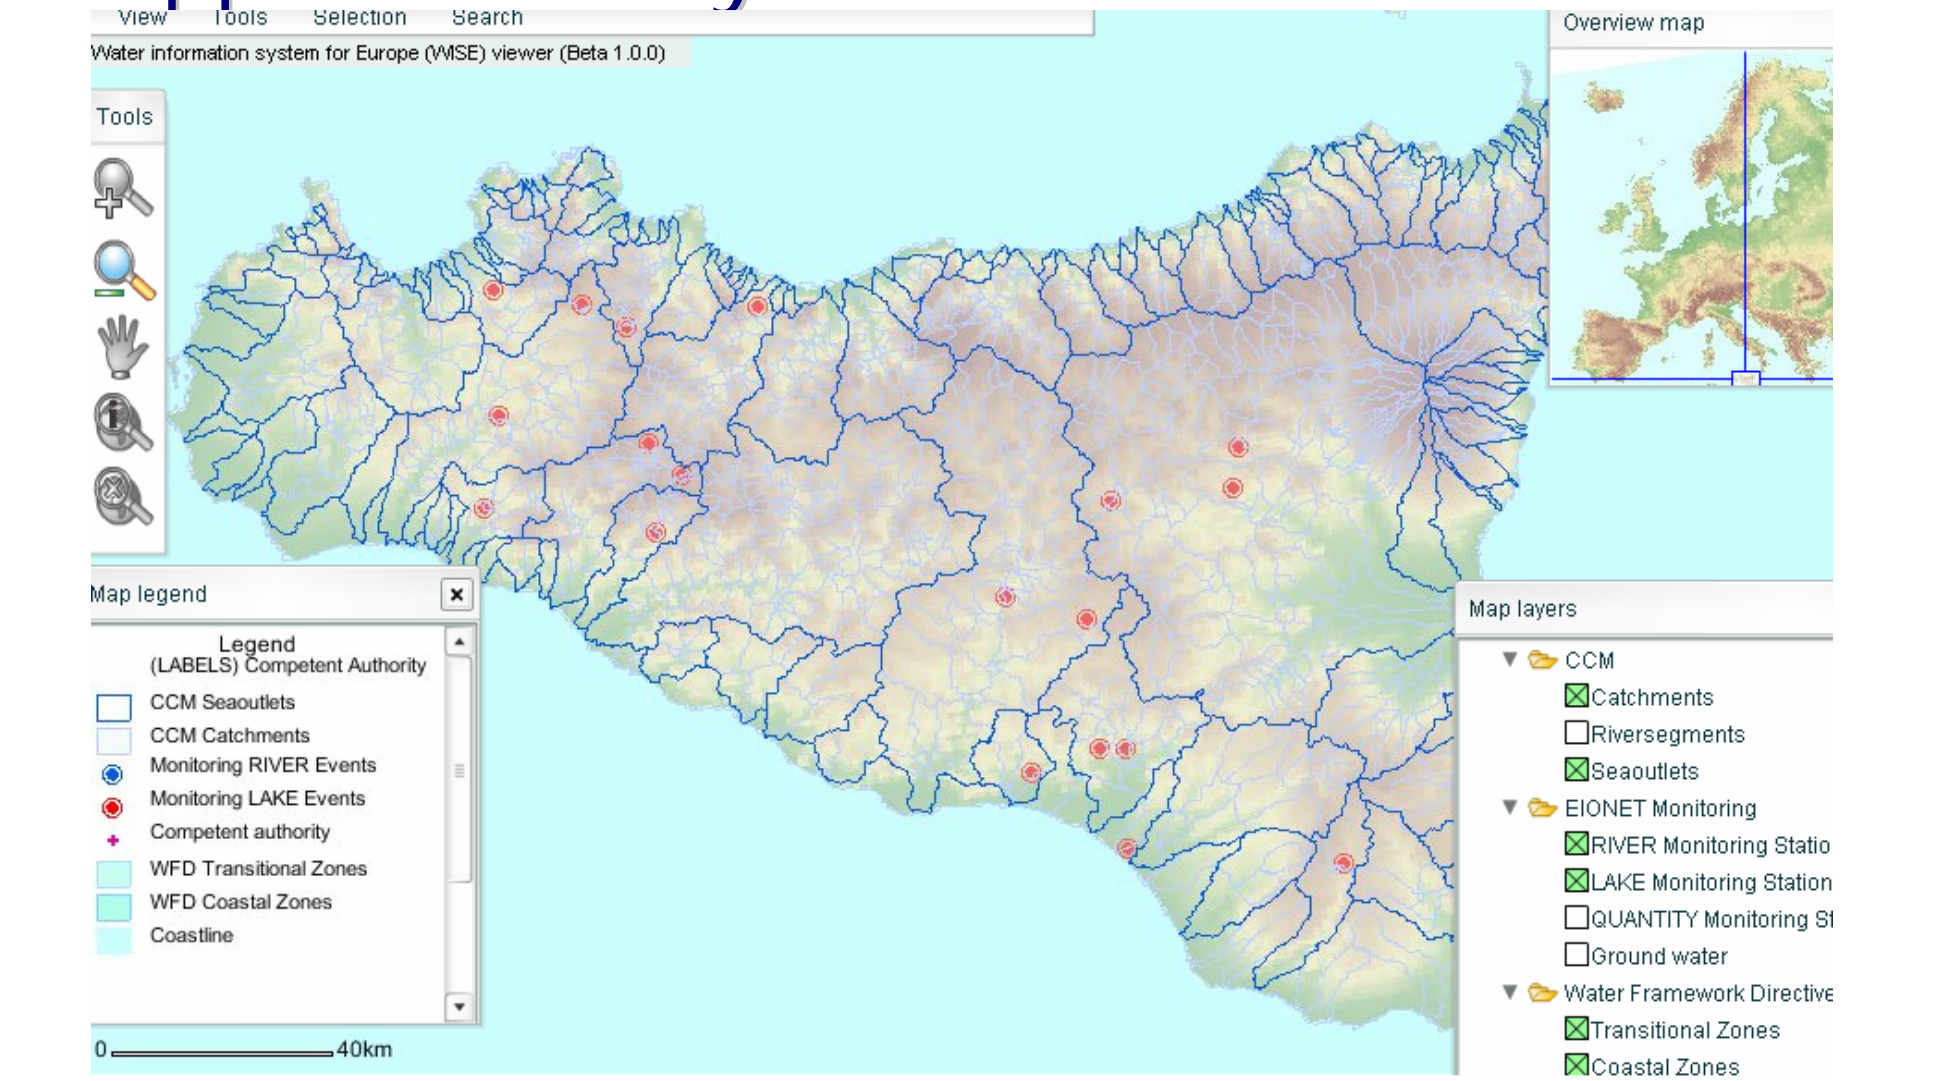 View Tools Selection Search
Water information system for Europe (WISE) viewer (Beta 1.0.0)
Overview map
Tools
Map legend
Legend
(LABELS) Competent Authority
CCM Seaoutlets
CCM Catchments
Monitoring RIVER Events
Monitoring LAKE Events
Competent authority
WFD Transitional Zones
WFD Coastal Zones
Coastline
0 40km
Map layers
CCM
Catchments
Riversegments
Seaoutlets
EIONET Monitoring
RIVER Monitoring Statio
LAKE Monitoring Station
QUANTITY Monitoring St
Ground water
Water Framework Directive
Transitional Zones
Coastal Zones